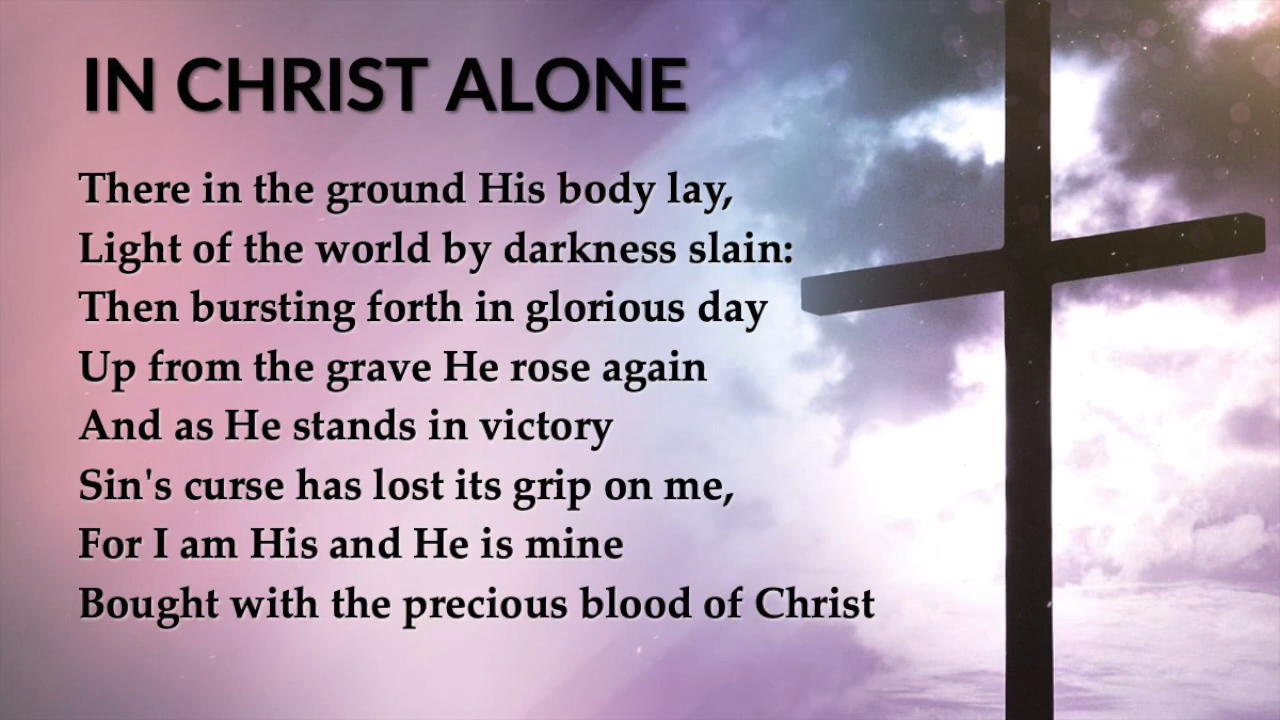 IN CHRIST ALONE
There in the ground His body lay,
Light of the world by darkness slain:
Then bursting forth in glorious day
Up from the grave He rose again
And as He stands in victory
Sin's curse has lost its grip on me,
For I am His and He is mine
Bought with the precious blood of Christ